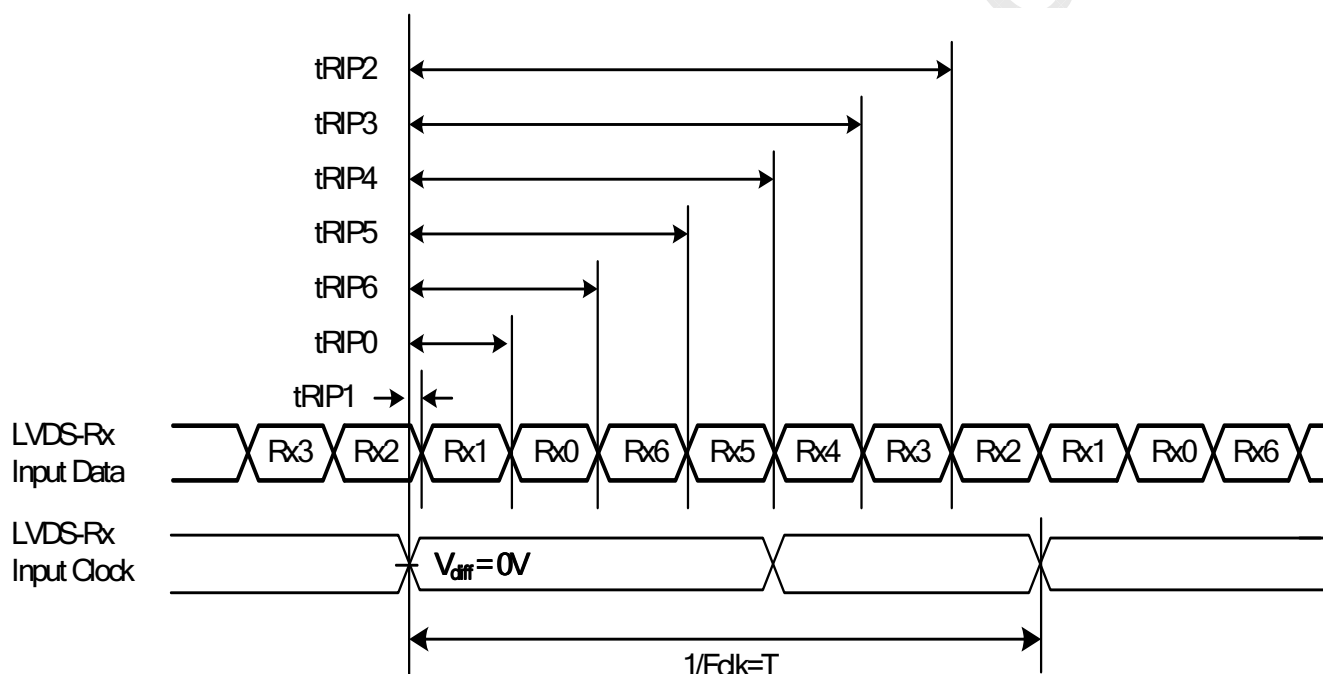 tRIP2
tRIP3
tRIP4
tRIP5
tRIP6
tRIP0
tRIP1
LVDS-Rx
Input Data
Rx3 Rx2 Rx1 Rx0 Rx6 Rx5 Rx4 Rx3 Rx2 Rx1 Rx0 Rx6
LVDS-Rx
Input Clock
Vdiff = 0V
1/Fclk=T